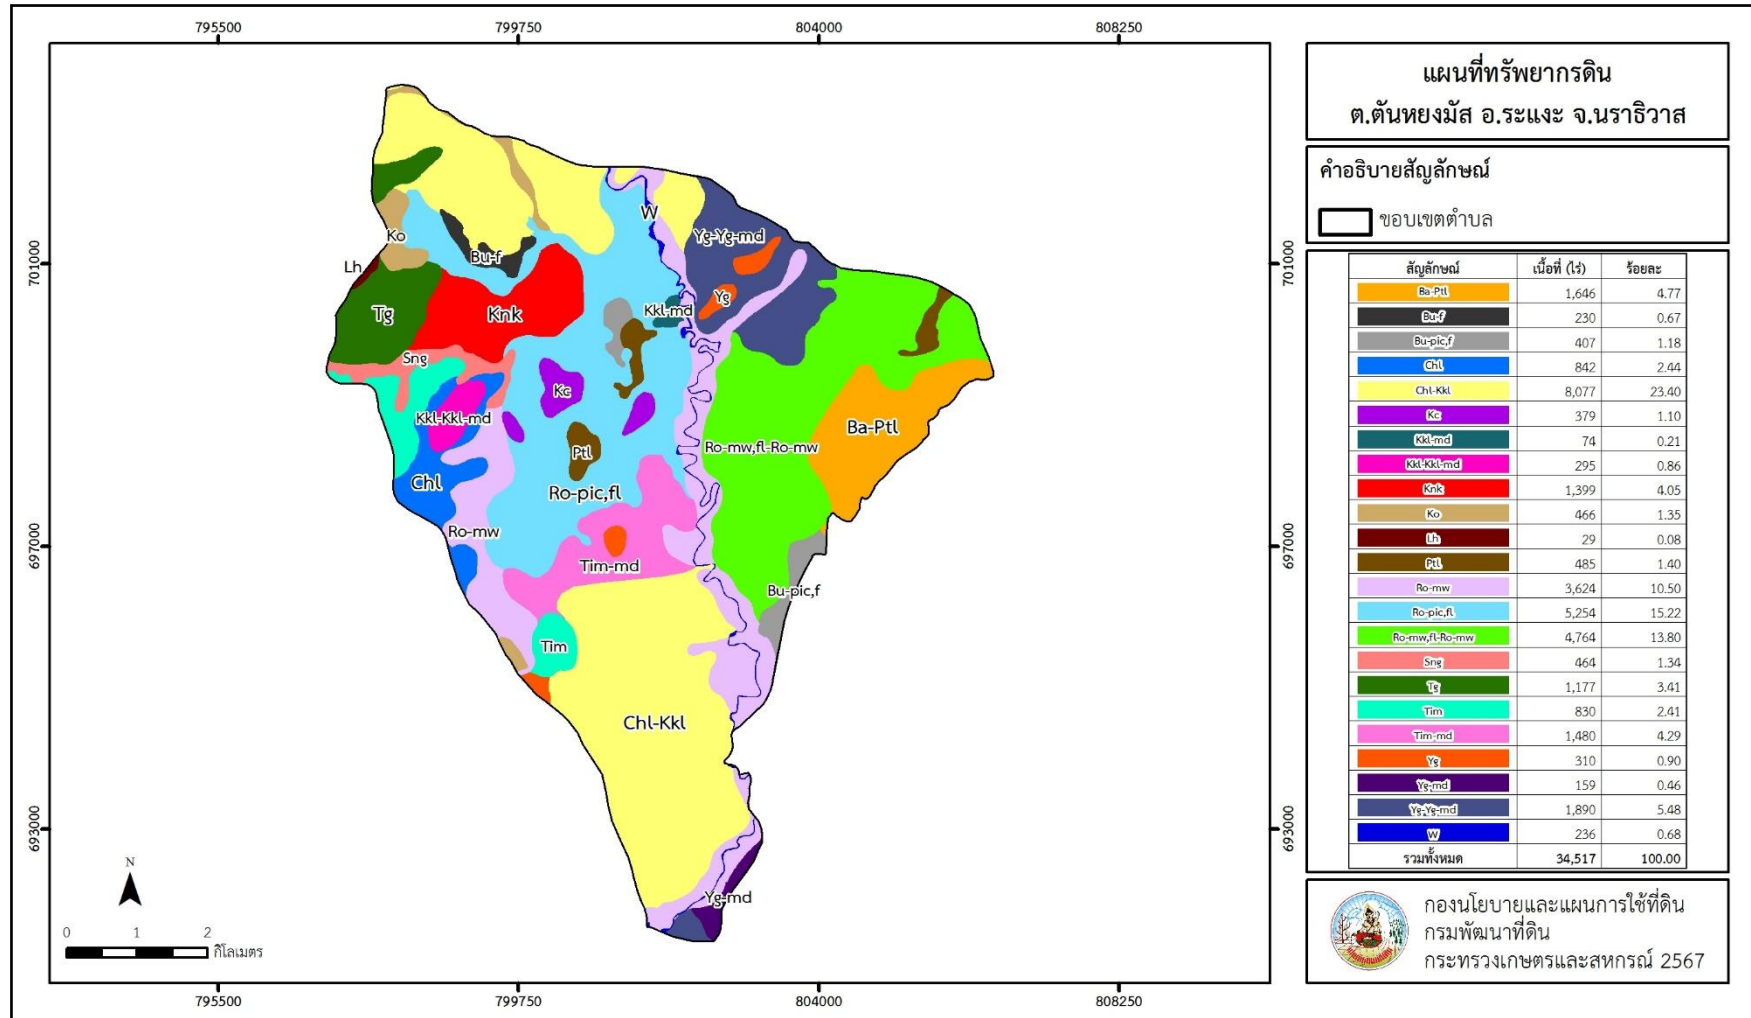 795500
799750
804000
808250
701000
697000
693000
701000
697000
693000
795500
799750
804000
808250
W
Ko
Yg-Yg-md
Bu-f
Lh
Yg
Tg
Knk
Kkl-md
Sng
Kc
Kkl-Kkl-md
Ba-Ptl
Ro-mw,fl-Ro-mw
Ptl
Chl
Ro-pic,fl
Ro-mw
Tim-md
Bu-pic,f
Tim
Chl-Kkl
Yg-md
N
0 1 2
กิโลเมตร
แผนที่ทรัพยากรดิน
ต.ตันหยงมัส อ.ระแงะ จ.นราธิวาส
คำอธิบายสัญลักษณ์
ขอบเขตตำบล
สัญลักษณ์ เนื้อที่ (ไร่) ร้อยละ
Ba-Ptl 1,646 4.77
Bu-f 230 0.67
Bu-pic,f 407 1.18
Chl 842 2.44
Chl-Kkl 8,077 23.40
Kc 379 1.10
Kkl-md 74 0.21
Kkl-Kkl-md 295 0.86
Knk 1,399 4.05
Ko 466 1.35
Lh 29 0.08
Ptl 485 1.40
Ro-mw 3,624 10.50
Ro-pic,fl 5,254 15.22
Ro-mw,fl-Ro-mw 4,764 13.80
Sng 464 1.34
Tg 1,177 3.41
Tim 830 2.41
Tim-md 1,480 4.29
Yg 310 0.90
Yg-md 159 0.46
Yg-Yg-md 1,890 5.48
W 236 0.68
รวมทั้งหมด 34,517 100.00
กองนโยบายและแผนการใช้ที่ดิน
กรมพัฒนาที่ดิน
กระทรวงเกษตรและสหกรณ์ 2567